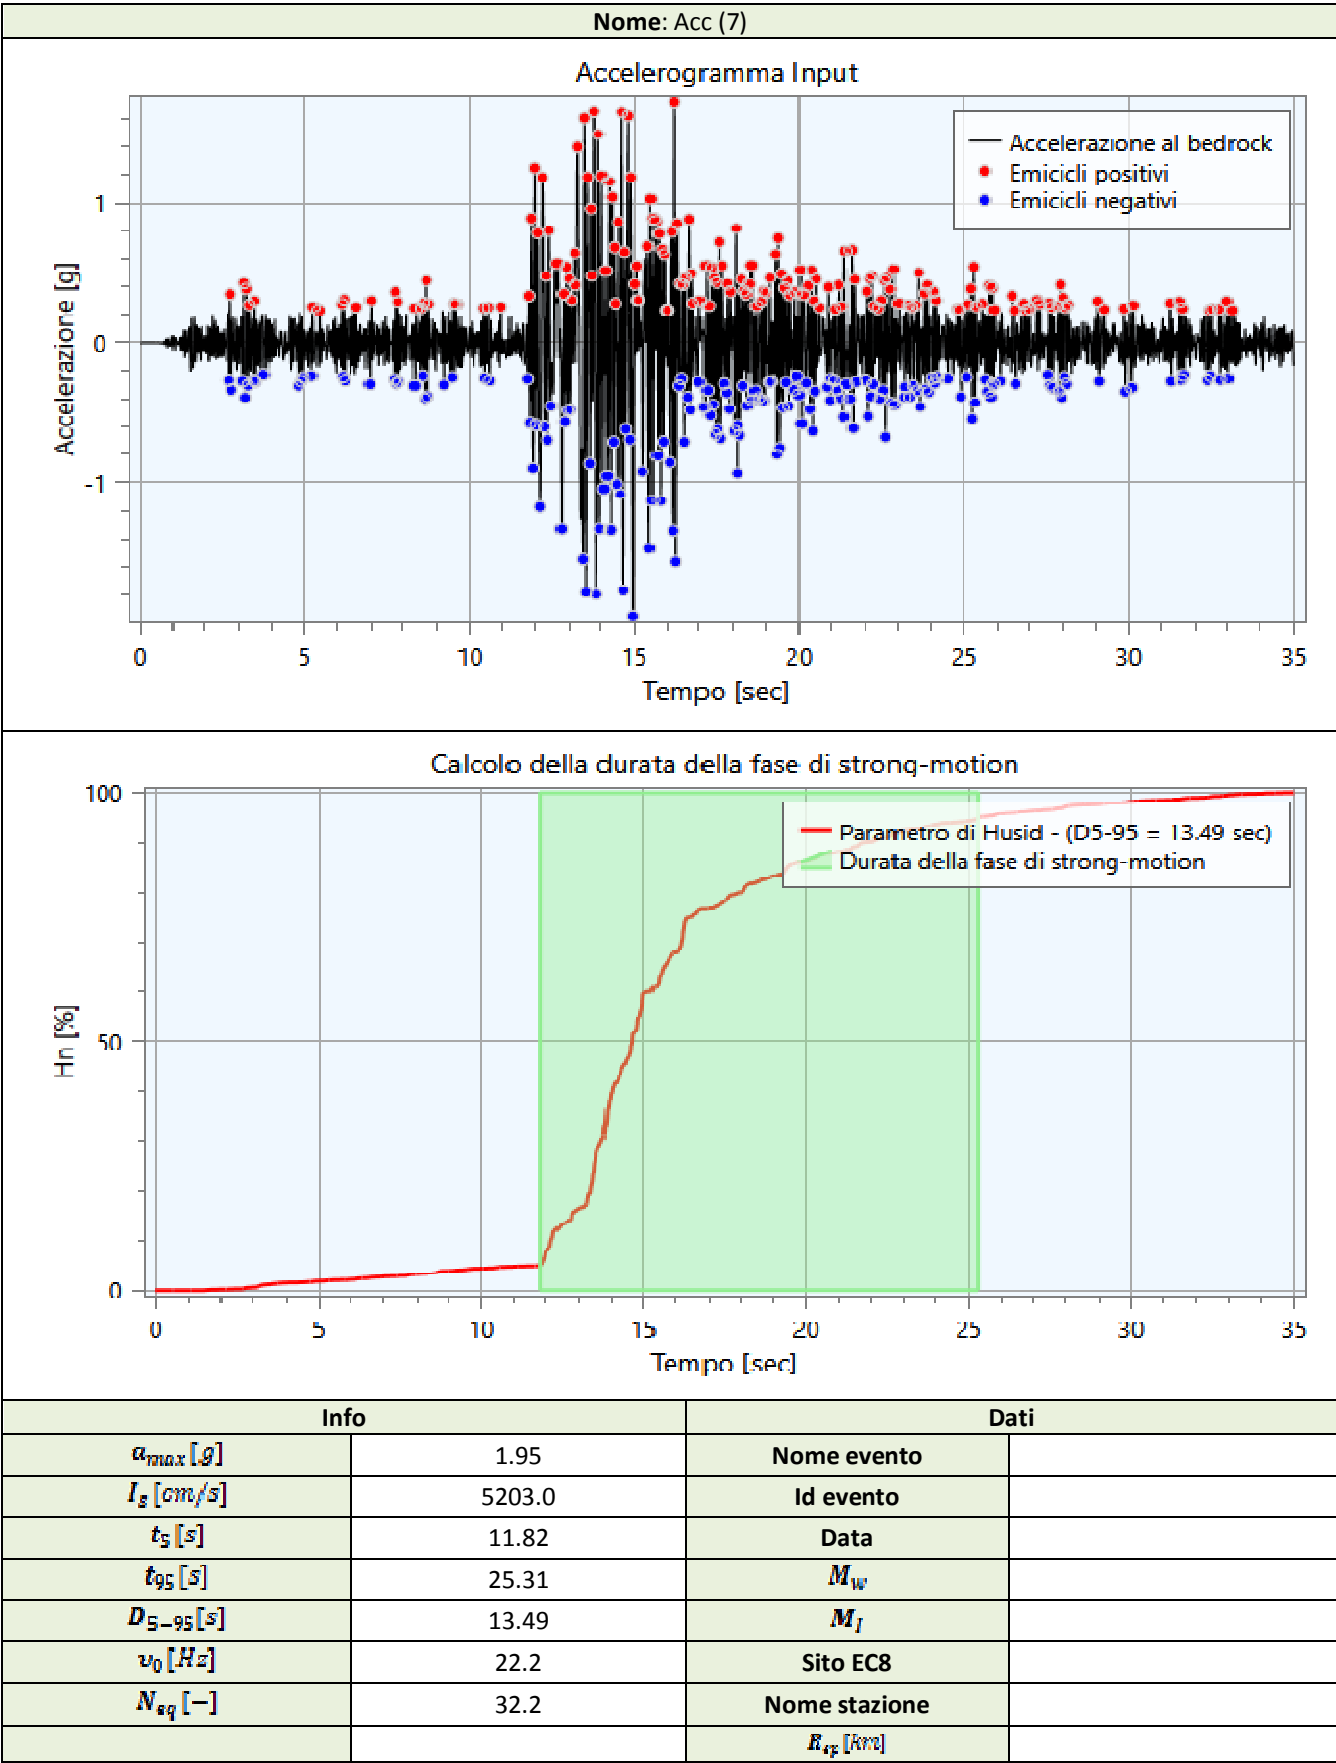 Nome: Acc (7)
Accelerogramma Input
Accelerazione al bedrock
Emicicli positivi
Emicicli negativi
Accelerazione [g]
1
0
-1
0 5 10 15 20 25 30 35
Tempo [sec]
Calcolo della durata della fase di strong-motion
Parametro di Husid - (D5-95 = 13.49 sec)
Durata della fase di strong-motion
Hn [%]
100
50
0
0 5 10 15 20 25 30 35
Tempo [sec]
Info Dati
a_max [g] 1.95 Nome evento
I_s [cm/s] 5203.0 Id evento
t_5 [s] 11.82 Data
t_95 [s] 25.31 M_w
D_5-95 [s] 13.49 M_I
υ_0 [Hz] 22.2 Sito EC8
N_eq [-] 32.2 Nome stazione
R_ep [km]